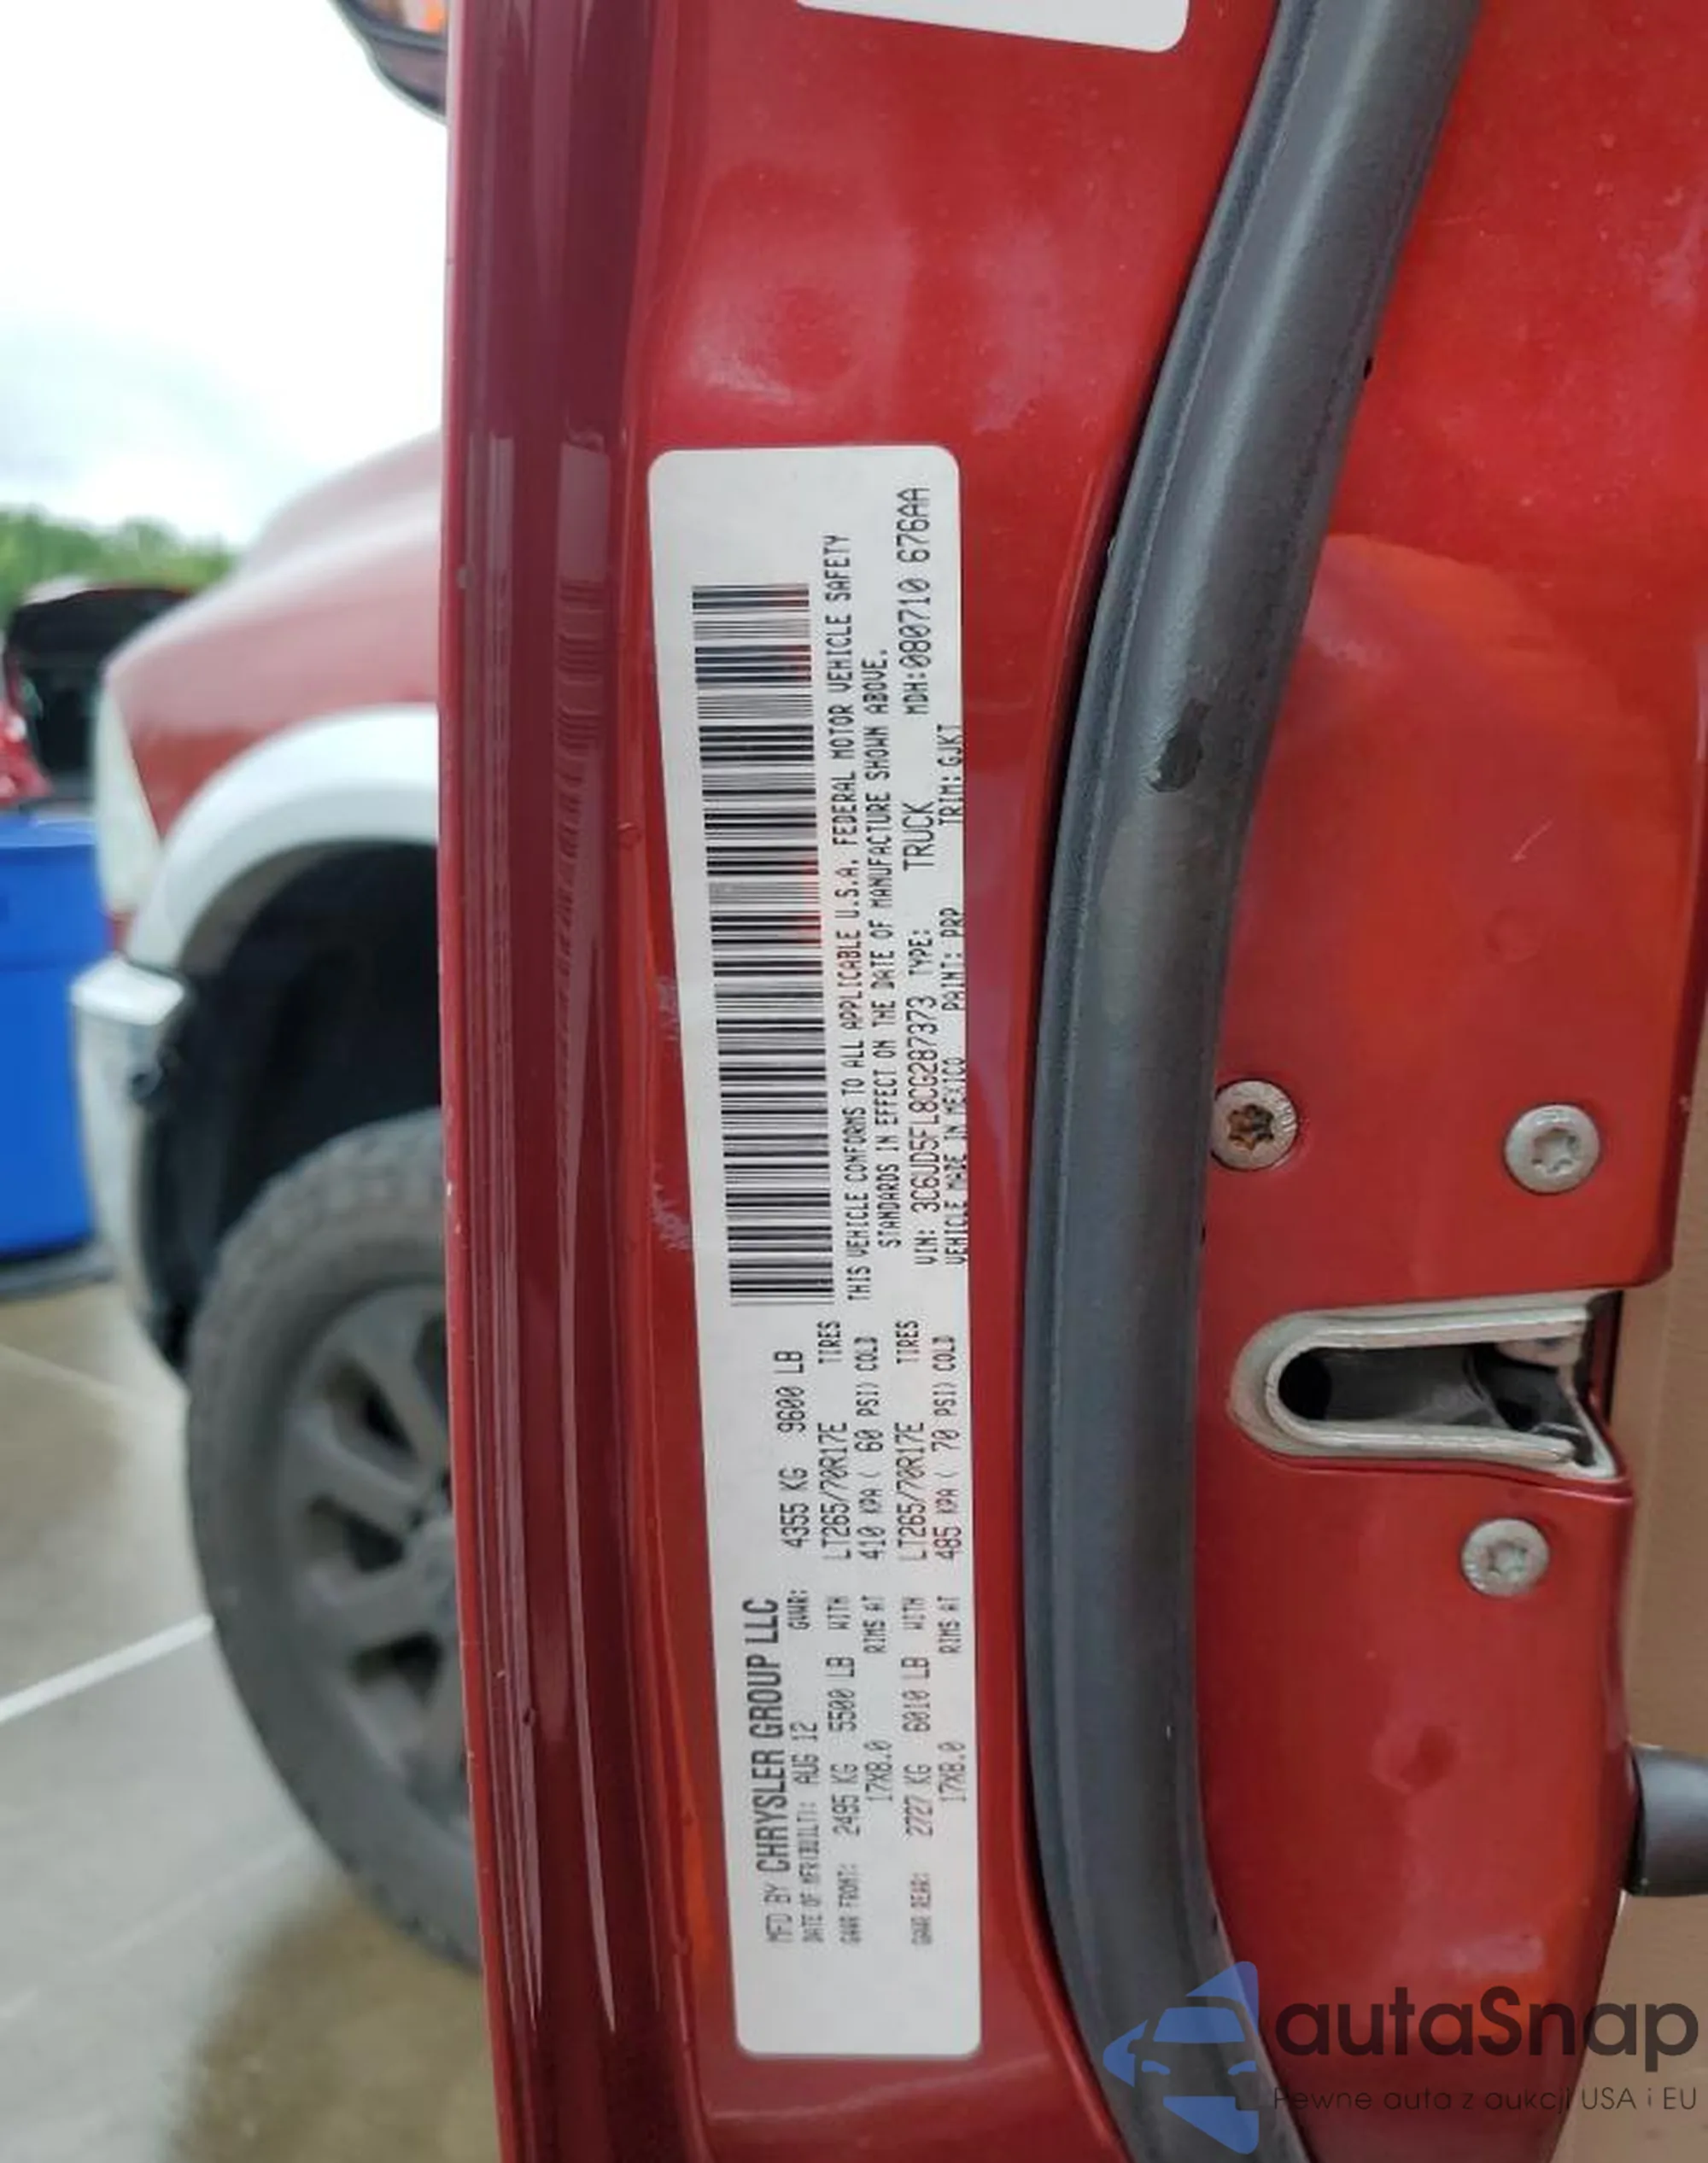 MFD BY CHRYSLER GROUP LLC
DATE OF MFR(BUILT): AUG 12 GVWR: 4355 KG 9600 LB
GAWR FRONT: 2495 KG 5500 LB WITH LT265/70R17E TIRES
17X8.0 RIMS AT 410 KPA ( 60 PSI) COLD
GAWR REAR: 2727 KG 6010 LB WITH LT265/70R17E TIRES
17X8.0 RIMS AT 485 KPA ( 70 PSI) COLD
THIS VEHICLE CONFORMS TO ALL APPLICABLE U.S.A. FEDERAL MOTOR VEHICLE SAFETY
STANDARDS IN EFFECT ON THE DATE OF MANUFACTURE SHOWN ABOVE.
VIN: 3C6UD5FL8CG287373 TYPE: TRUCK MDH:080710 676AA
VEHICLE MADE IN MEXICO PAINT: PRP TRIM: GJKT
autaSnap
Pewne auta z aukcji USA i EU